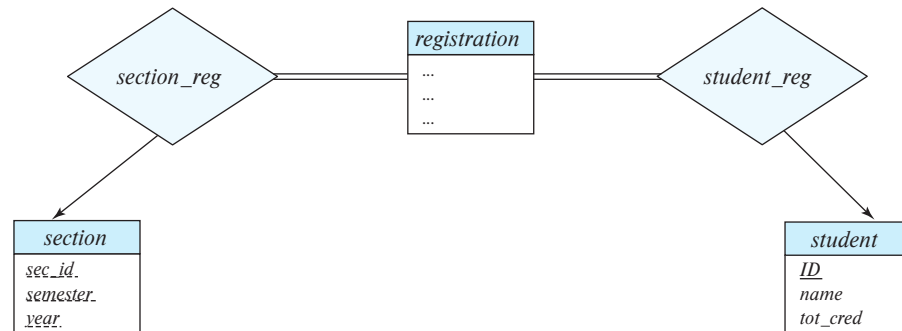 registration
section_reg
student_reg
...
...
...
section
sec_id
semester
year
student
ID
name
tot_cred